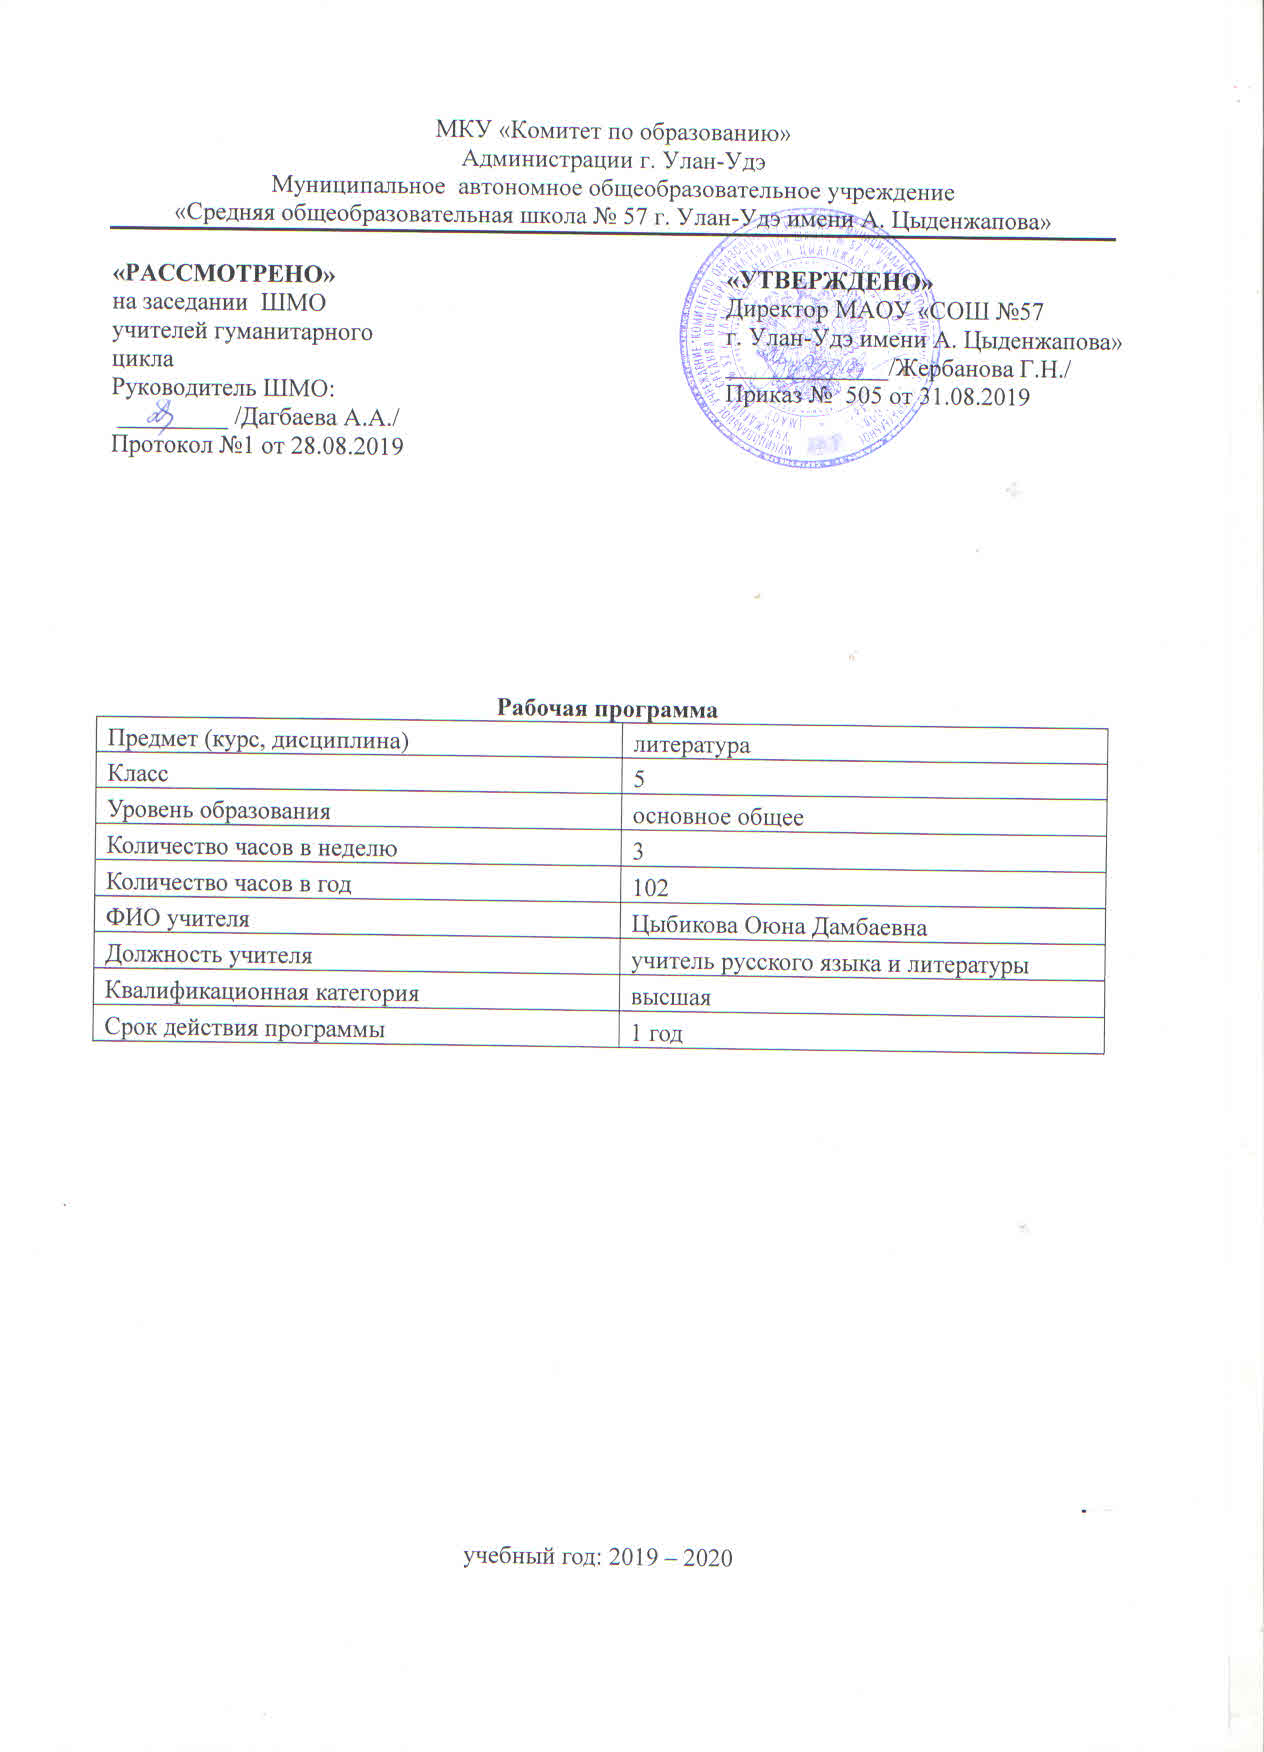 МКУ «Комитет по образованию»
Администрации г. Улан-Удэ
Муниципальное  автономное общеобразовательное учреждение
«Средняя общеобразовательная школа № 57 г. Улан-Удэ имени А. Цыденжапова»
«РАССМОТРЕНО»
на заседании  ШМО
учителей гуманитарного
цикла
Руководитель ШМО:
_________ /Дагбаева А.А./
Протокол №1 от 28.08.2019
«УТВЕРЖДЕНО»
Директор МАОУ «СОШ №57
г. Улан-Удэ имени А. Цыденжапова»
_____________/Жербанова Г.Н./
Приказ №  505 от 31.08.2019
Рабочая программа
Предмет (курс, дисциплина) литература
Класс 5
Уровень образования основное общее
Количество часов в неделю 3
Количество часов в год 102
ФИО учителя Цыбикова Оюна Дамбаевна
Должность учителя учитель русского языка и литературы
Квалификационная категория высшая
Срок действия программы 1 год
учебный год: 2019 – 2020